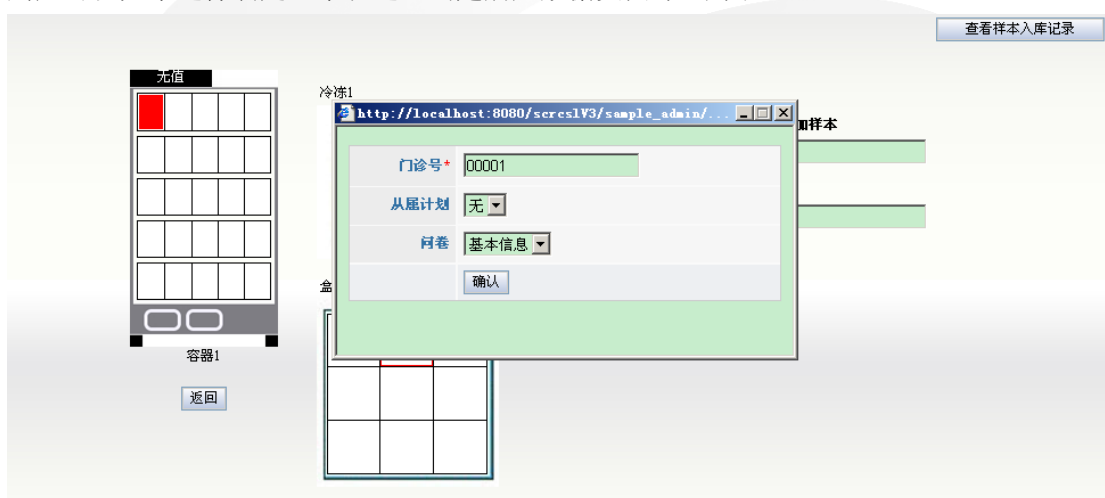 查看样本入库记录
无值
冷冻1
http://localhost:8080/scrcslV3/sample_admin/...
加样本
门诊号* 00001
从属计划 无
问卷 基本信息
确认
盒
容器1
返回